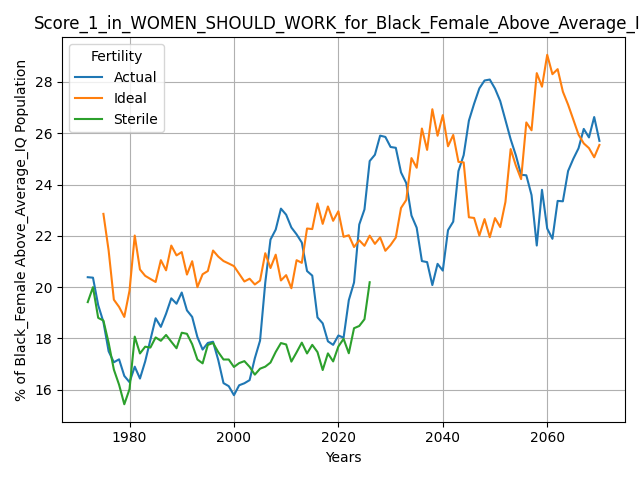 Score_1_in_WOMEN_SHOULD_WORK_for_Black_Female_Above_Average_I
Fertility
Actual
Ideal
Sterile
% of Black_Female Above_Average_IQ Population
28
26
24
22
20
18
16
1980
2000
2020
2040
2060
Years